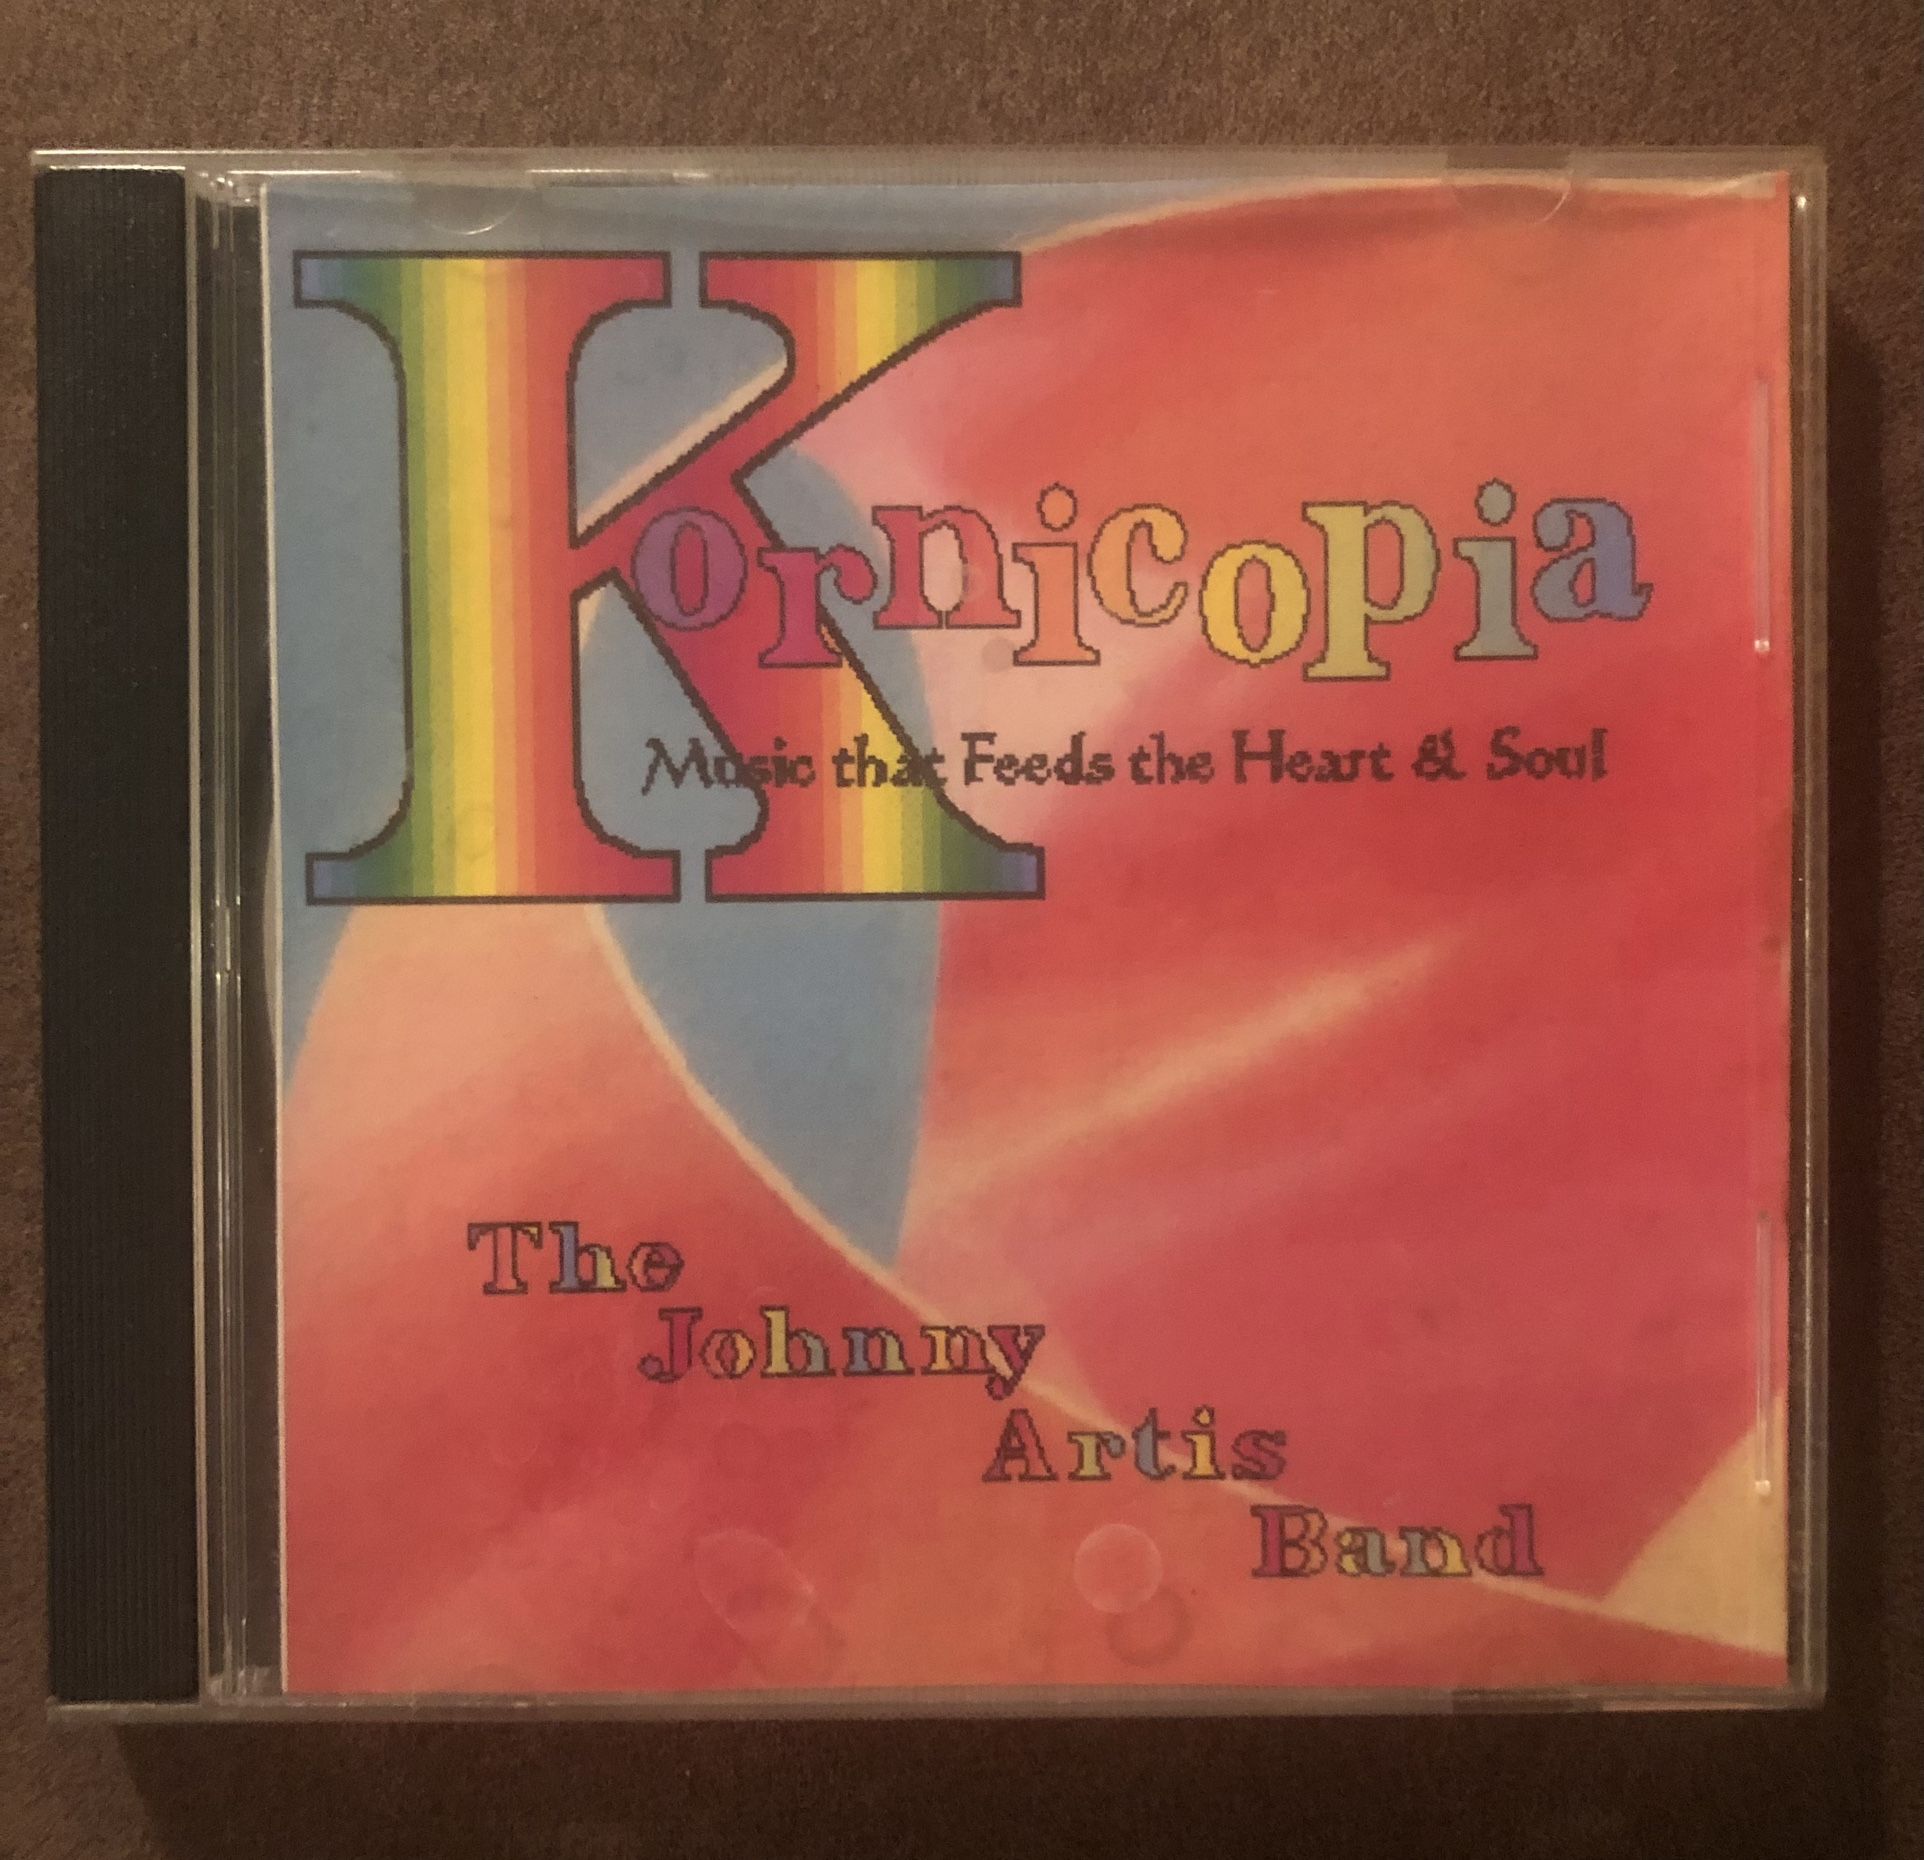 Kornicopia
Music that Feeds the Heart & Soul
The
Johnny
Artis
Band